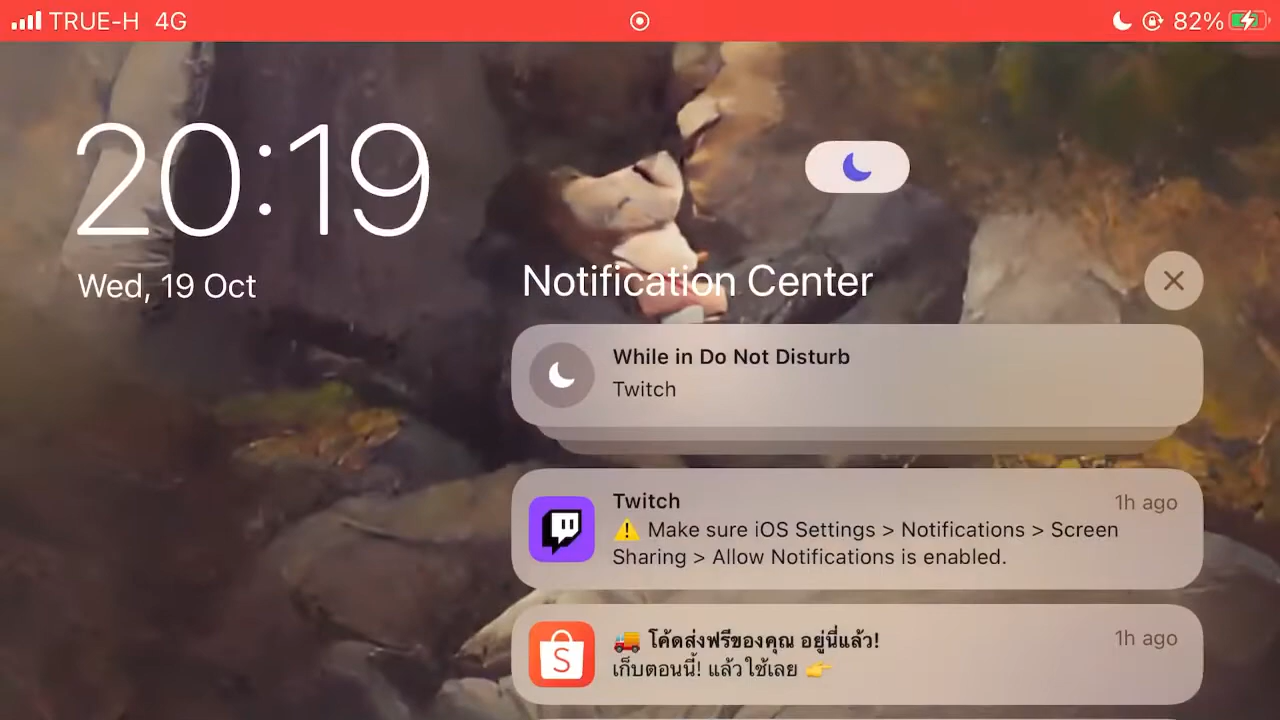 TRUE-H 4G
82%
20:19
Wed, 19 Oct
Notification Center
While in Do Not Disturb
Twitch
Twitch
1h ago
⚠️ Make sure iOS Settings > Notifications > Screen
Sharing > Allow Notifications is enabled.
S
🚚 โค้ดส่งฟรีของคุณ อยู่นี่แล้ว!
1h ago
เก็บตอนนี้! แล้วใช้เลย 👉